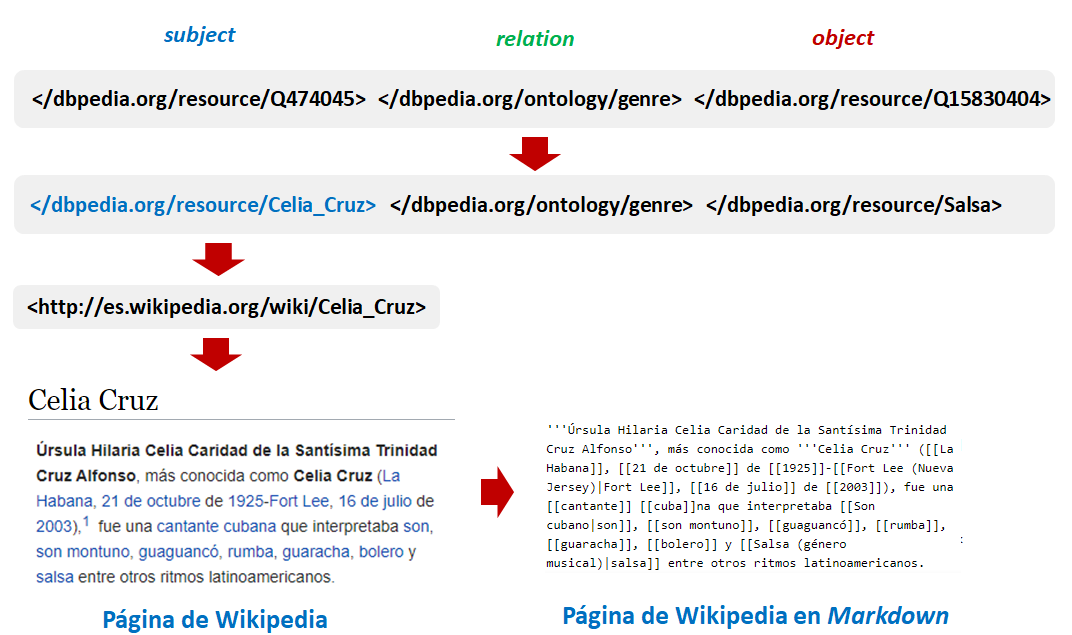 subject relation object
</dbpedia.org/resource/Q474045> </dbpedia.org/ontology/genre> </dbpedia.org/resource/Q15830404>
</dbpedia.org/resource/Celia_Cruz> </dbpedia.org/ontology/genre> </dbpedia.org/resource/Salsa>
<http://es.wikipedia.org/wiki/Celia_Cruz>
Celia Cruz
Úrsula Hilaria Celia Caridad de la Santísima Trinidad
Cruz Alfonso, más conocida como Celia Cruz (La
Habana, 21 de octubre de 1925-Fort Lee, 16 de julio de
2003),1 fue una cantante cubana que interpretaba son,
son montuno, guaguancó, rumba, guaracha, bolero y
salsa entre otros ritmos latinoamericanos.
Página de Wikipedia
'''Úrsula Hilaria Celia Caridad de la Santísima Trinidad
Cruz Alfonso''', más conocida como '''Celia Cruz''' ([[La
Habana]], [[21 de octubre]] de [[1925]]-[[Fort Lee (Nueva
Jersey)|Fort Lee]], [[16 de julio]] de [[2003]]), fue una
[[cantante]] [[cuba]]na que interpretaba [[Son
cubano|son]], [[son montuno]], [[guaguancó]], [[rumba]],
[[guaracha]], [[bolero]] y [[Salsa (género
musical)|salsa]] entre otros ritmos latinoamericanos.
Página de Wikipedia en Markdown